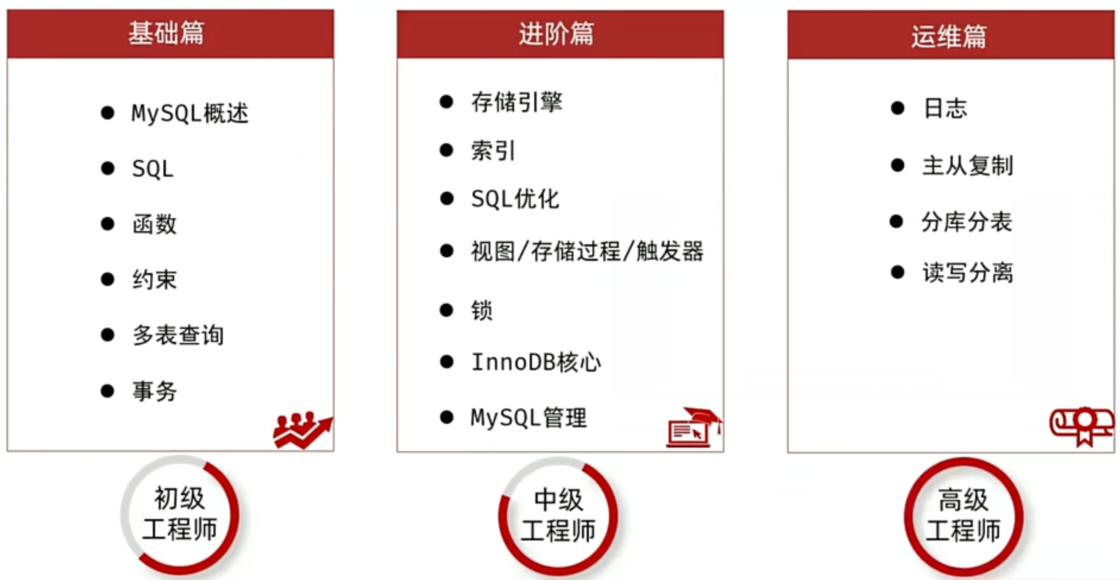 基础篇
MySQL概述
SQL
函数
约束
多表查询
事务
初级
工程师
进阶篇
存储引擎
索引
SQL优化
视图/存储过程/触发器
锁
InnoDB核心
MySQL管理
中级
工程师
运维篇
日志
主从复制
分库分表
读写分离
高级
工程师